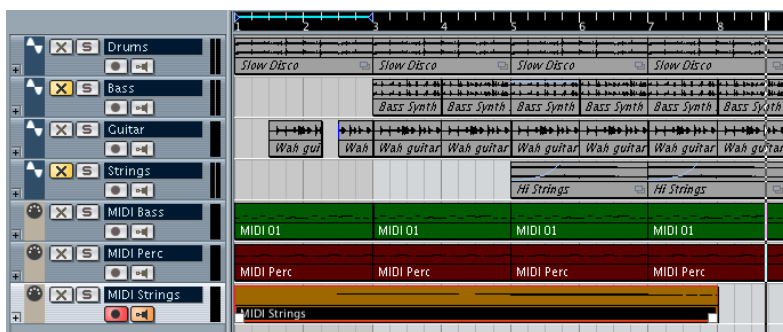 1 2 3 4 5 6 7 8
X S Drums
Slow Disco Slow Disco Slow Disco Slow Disco
X S Bass
Bass Synth Bass Synth Bass Synth Bass Synth Bass Synth Bass Sy
X S Guitar
Wah gui Wah Wah guitar Wah guitar Wah guitar Wah guitar Wah guitar Wah guitar
X S Strings
Hi Strings Hi Strings
X S MIDI Bass
MIDI 01 MIDI 01 MIDI 01 MIDI 01
X S MIDI Perc
MIDI Perc MIDI Perc MIDI Perc MIDI Perc
X S MIDI Strings
MIDI Strings